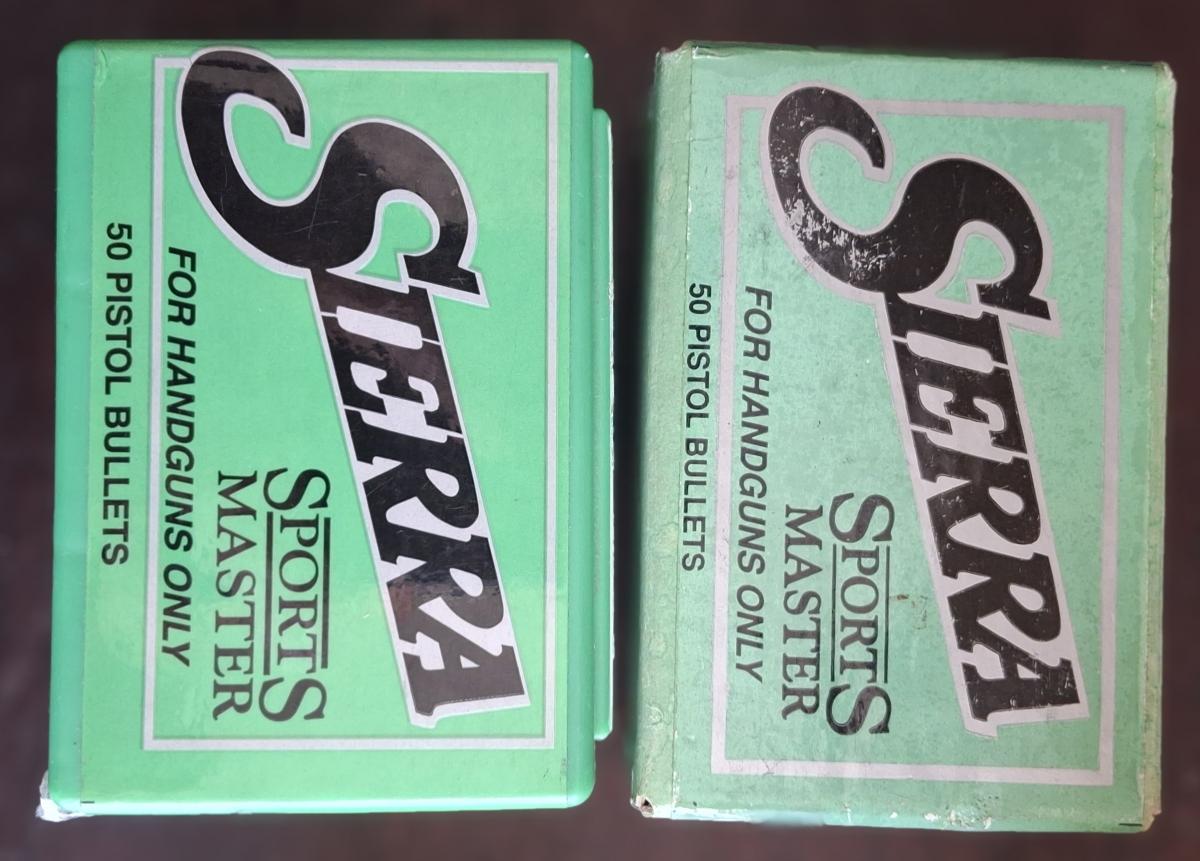 SIERRA
SPORTS
MASTER
FOR HANDGUNS ONLY
50 PISTOL BULLETS
SIERRA
SPORTS
MASTER
FOR HANDGUNS ONLY
50 PISTOL BULLETS